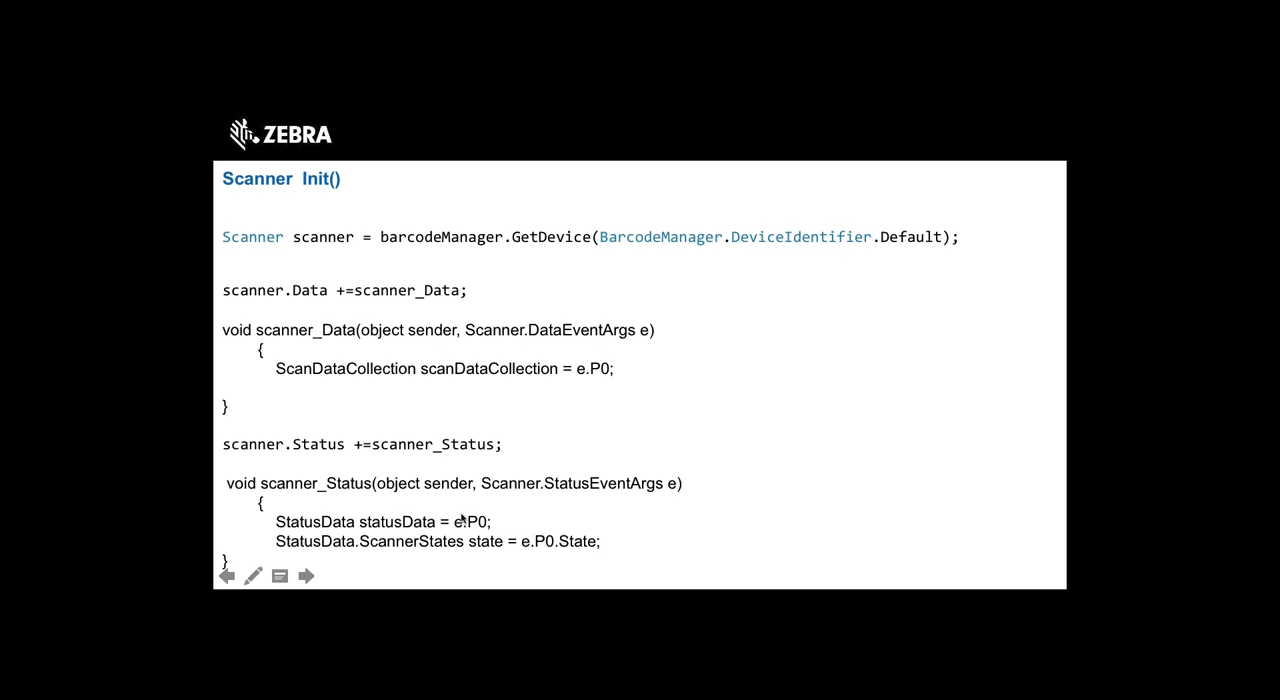 ZEBRA
Scanner Init()
Scanner scanner = barcodeManager.GetDevice(BarcodeManager.DeviceIdentifier.Default);
scanner.Data +=scanner_Data;
void scanner_Data(object sender, Scanner.DataEventArgs e)
{
ScanDataCollection scanDataCollection = e.P0;
}
scanner.Status +=scanner_Status;
void scanner_Status(object sender, Scanner.StatusEventArgs e)
{
StatusData statusData = e.P0;
StatusData.ScannerStates state = e.P0.State;
}